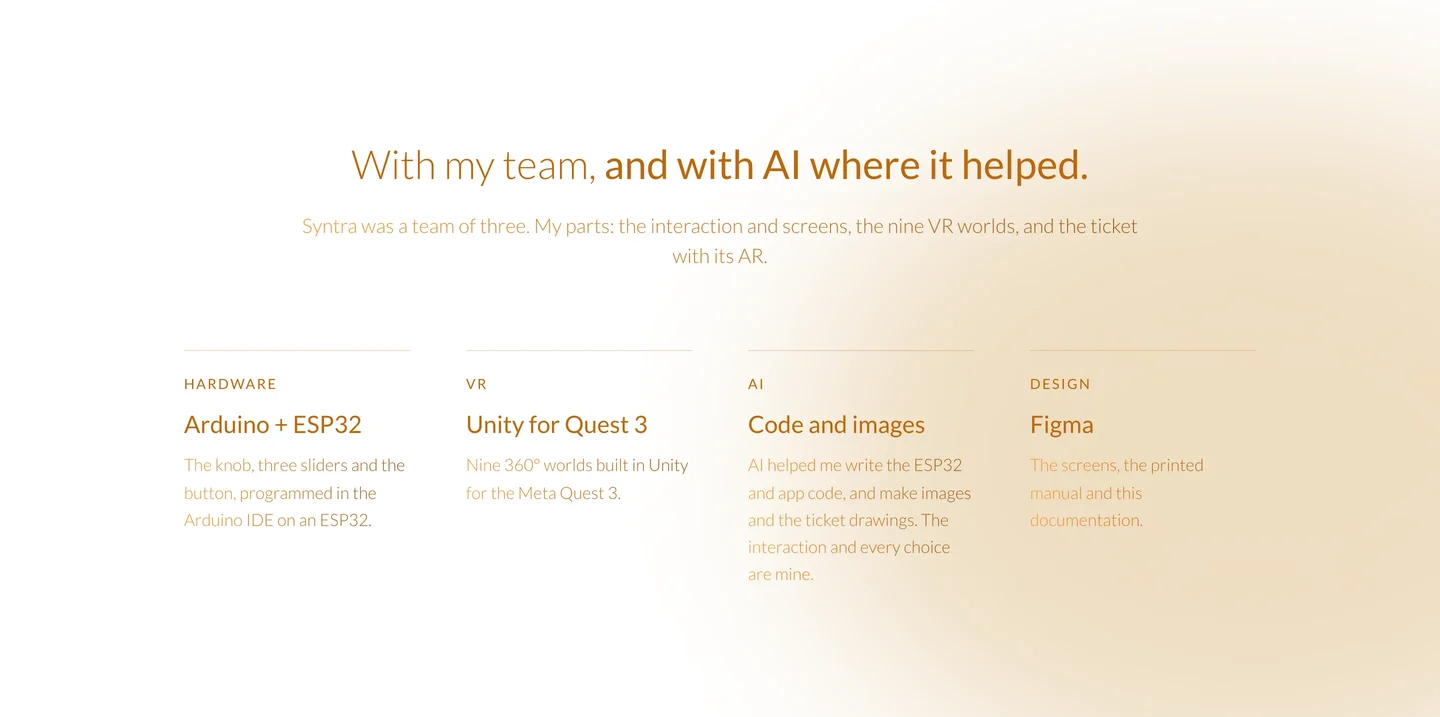 With my team, and with AI where it helped.
Syntra was a team of three. My parts: the interaction and screens, the nine VR worlds, and the ticket
with its AR.
HARDWARE
Arduino + ESP32
The knob, three sliders and the
button, programmed in the
Arduino IDE on an ESP32.
VR
Unity for Quest 3
Nine 360° worlds built in Unity
for the Meta Quest 3.
AI
Code and images
AI helped me write the ESP32
and app code, and make images
and the ticket drawings. The
interaction and every choice
are mine.
DESIGN
Figma
The screens, the printed
manual and this
documentation.